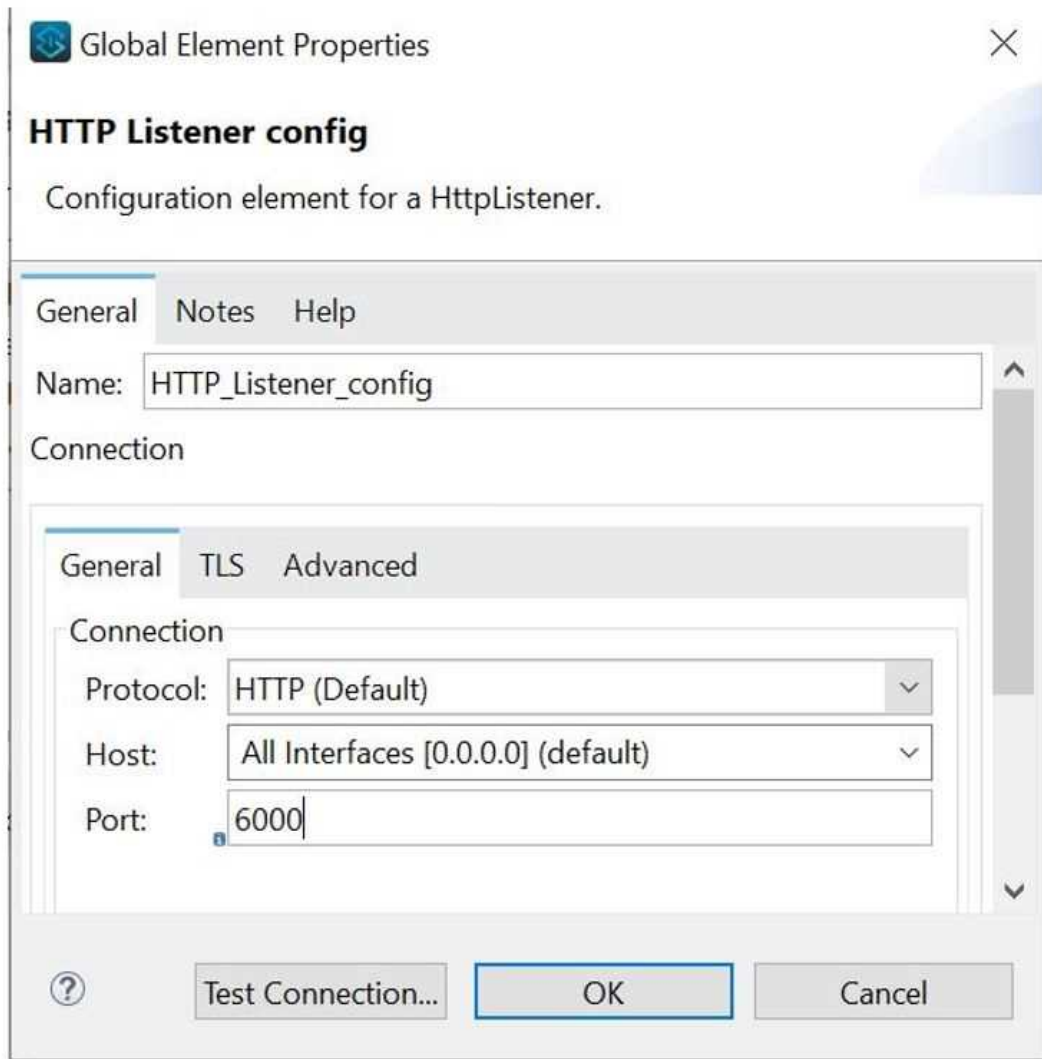 Global Element Properties
HTTP Listener config
Configuration element for a HttpListener.
General Notes Help
Name: HTTP_Listener_config
Connection
General TLS Advanced
Connection
Protocol: HTTP (Default)
Host: All Interfaces [0.0.0.0] (default)
Port: 6000
Test Connection... OK Cancel